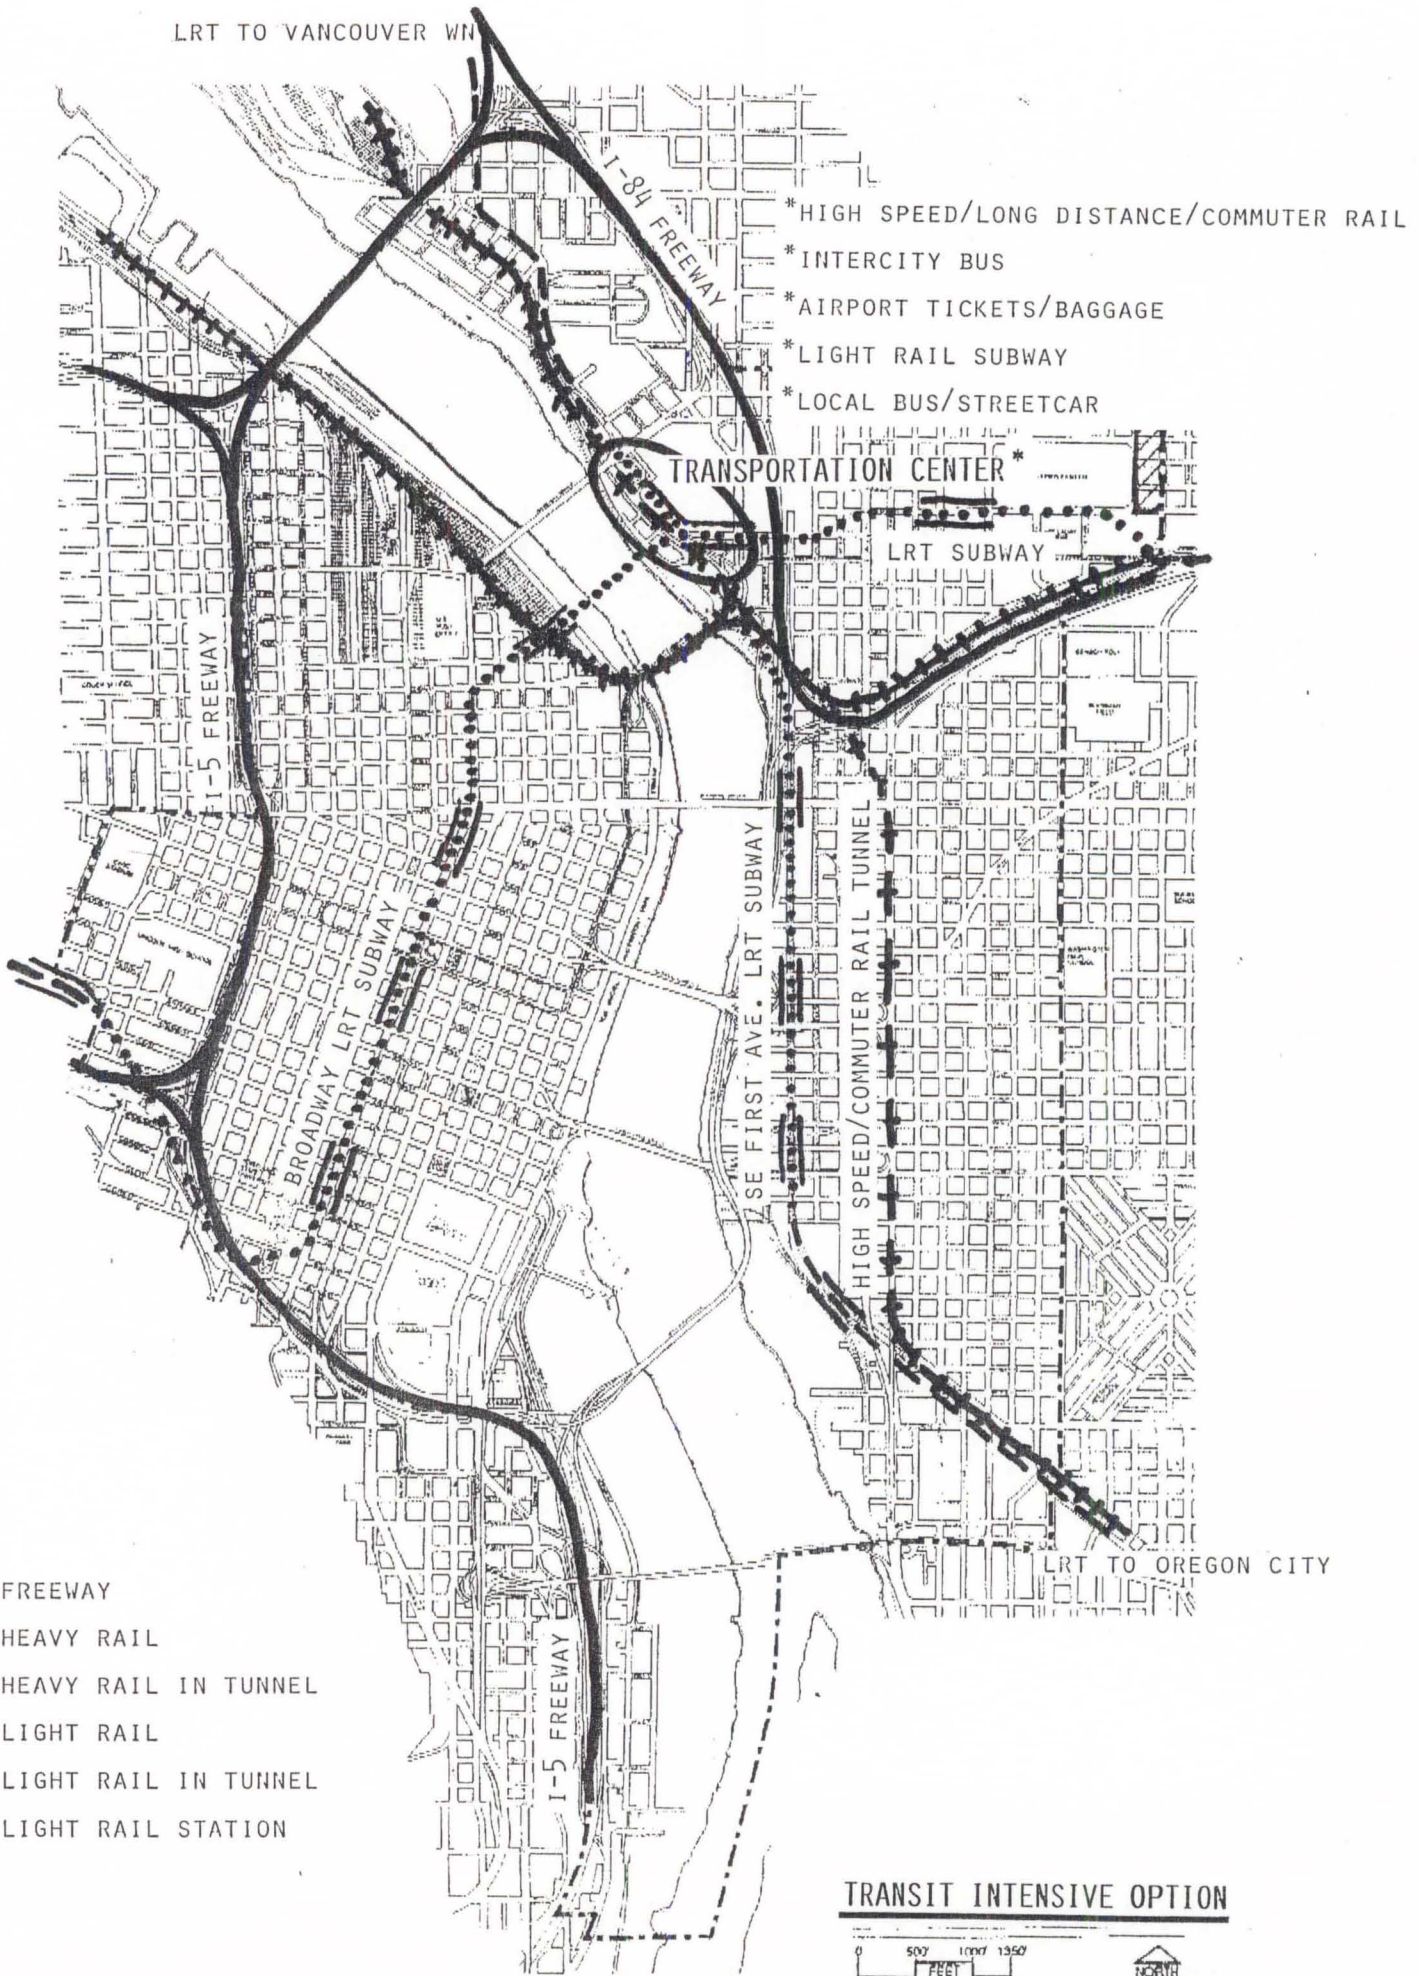 LRT TO VANCOUVER WN
I-84 FREEWAY
*HIGH SPEED/LONG DISTANCE/COMMUTER RAIL
*INTERCITY BUS
*AIRPORT TICKETS/BAGGAGE
*LIGHT RAIL SUBWAY
*LOCAL BUS/STREETCAR
TRANSPORTATION CENTER*
LRT SUBWAY
I-5 FREEWAY
BROADWAY LRT SUBWAY
SE FIRST AVE. LRT SUBWAY
HIGH SPEED/COMMUTER RAIL TUNNEL
LINCOLN HIGH SCHOOL
LRT TO OREGON CITY
I-5 FREEWAY
FREEWAY
HEAVY RAIL
HEAVY RAIL IN TUNNEL
LIGHT RAIL
LIGHT RAIL IN TUNNEL
LIGHT RAIL STATION
TRANSIT INTENSIVE OPTION
0 500' 1000' 1350'
FEET
NORTH